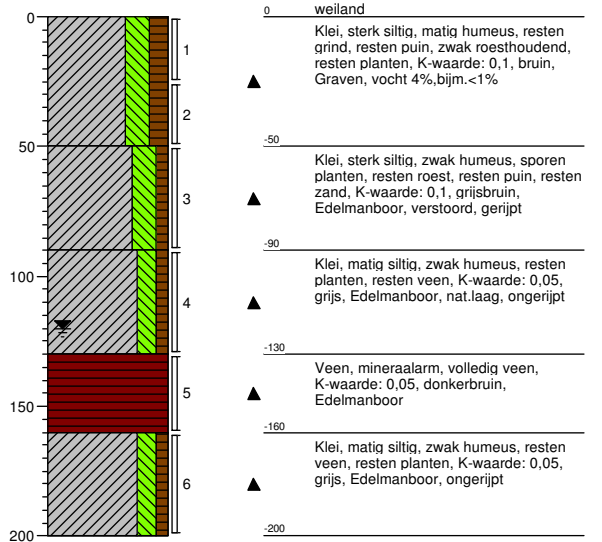 0
50
100
150
200
1
2
3
4
5
6
0 weiland
Klei, sterk siltig, matig humeus, resten
grind, resten puin, zwak roesthoudend,
resten planten, K-waarde: 0,1, bruin,
Graven, vocht 4%,bijm.<1%
-50
Klei, sterk siltig, zwak humeus, sporen
planten, resten roest, resten puin, resten
zand, K-waarde: 0,1, grijsbruin,
Edelmanboor, verstoord, gerijpt
-90
Klei, matig siltig, zwak humeus, resten
planten, resten veen, K-waarde: 0,05,
grijs, Edelmanboor, nat.laag, ongerijpt
-130
Veen, mineraalarm, volledig veen,
K-waarde: 0,05, donkerbruin,
Edelmanboor
-160
Klei, matig siltig, zwak humeus, resten
veen, resten planten, K-waarde: 0,05,
grijs, Edelmanboor, ongerijpt
-200